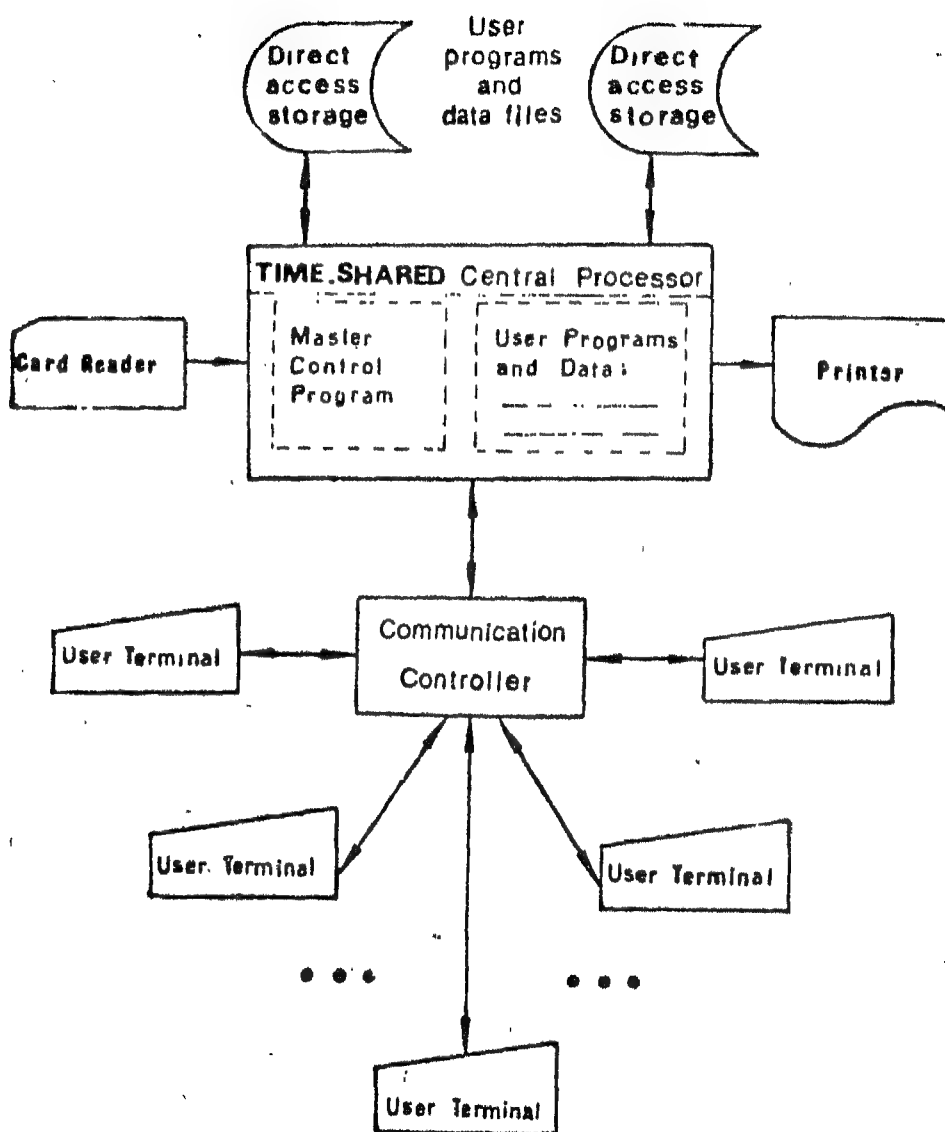 Direct
access
storage
User
programs
and
data files
Direct
access
storage
TIME.SHARED Central Processor
Master
Control
Program
User Programs
and Data:
Card Reader
Printer
Communication
Controller
User Terminal
User Terminal
User. Terminal
User Terminal
User Terminal